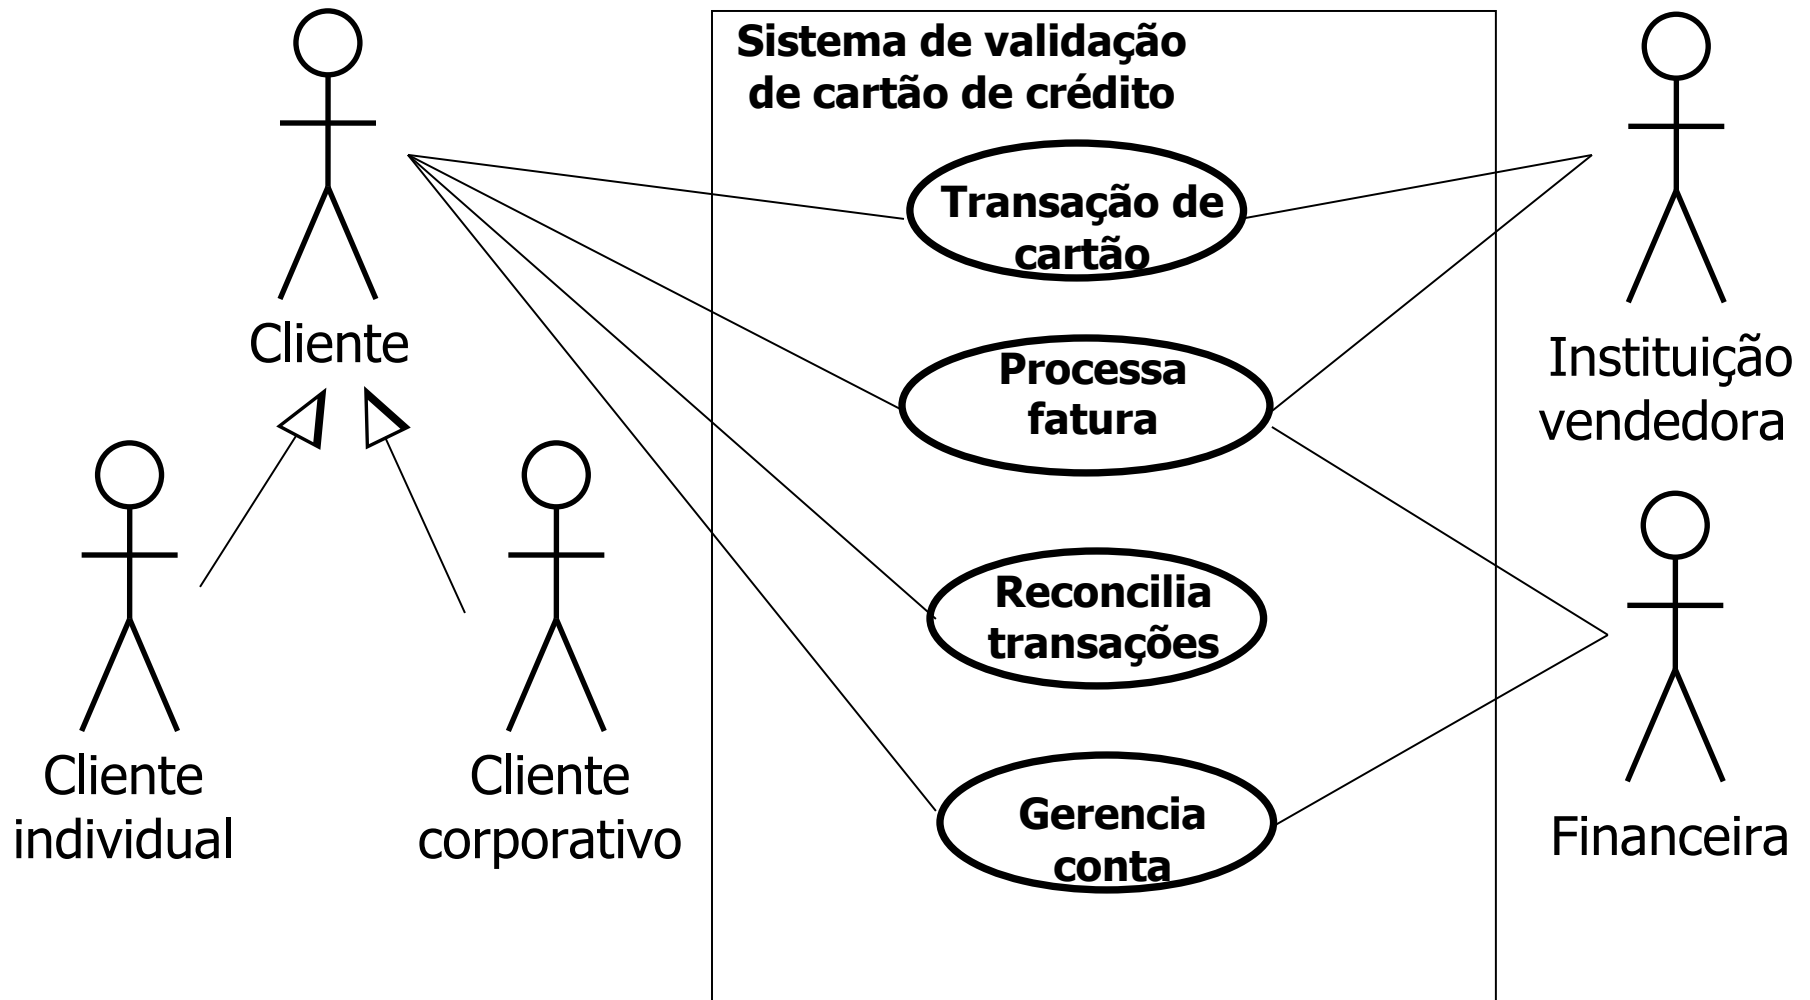 Sistema de validação
de cartão de crédito
Transação de
cartão
Cliente
Processa
fatura
Instituição
vendedora
Reconcilia
transações
Cliente
individual
Cliente
corporativo
Gerencia
conta
Financeira